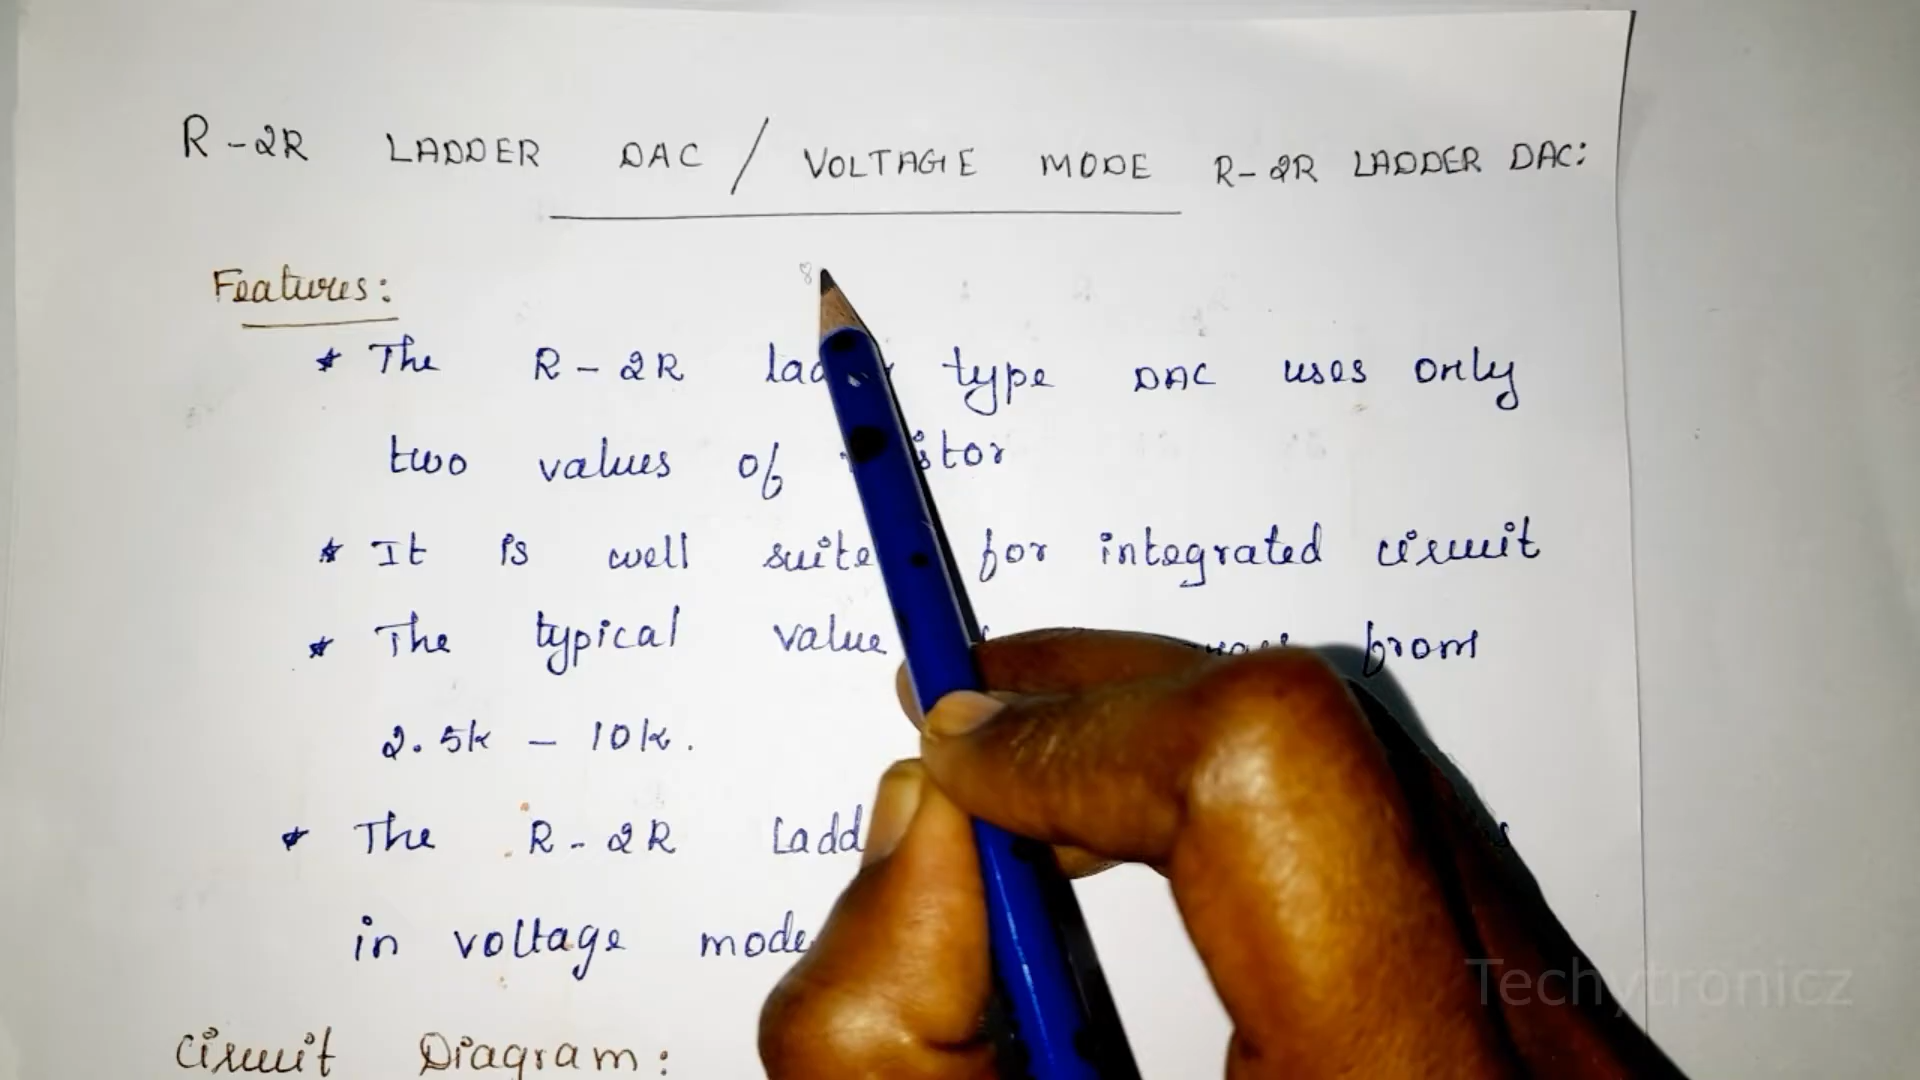 R-2R LADDER DAC / VOLTAGE MODE R-2R LADDER DAC:
Features:
* The R-2R type DAC uses only
two values of
* It is well for integrated circuit
* The typical value from
2.5k - 10k.
* The R-2R
in voltage mode
Circuit Diagram:
Techytronicz